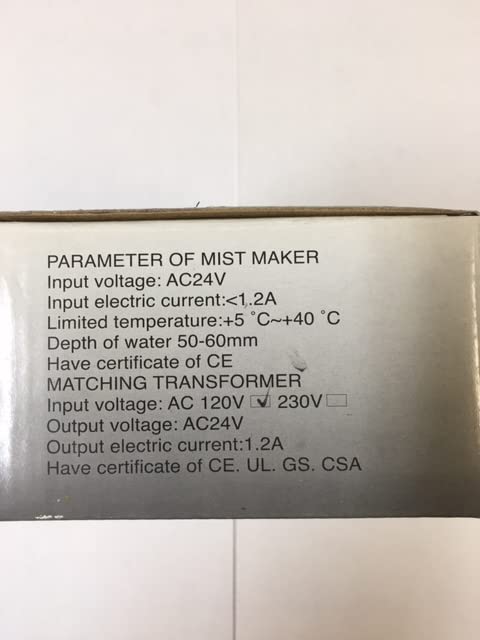 PARAMETER OF MIST MAKER
Input voltage: AC24V
Input electric current:<1.2A
Limited temperature:+5 °C~+40 °C
Depth of water 50-60mm
Have certificate of CE
MATCHING TRANSFORMER
Input voltage: AC 120V ☑ 230V ☐
Output voltage: AC24V
Output electric current:1.2A
Have certificate of CE. UL. GS. CSA